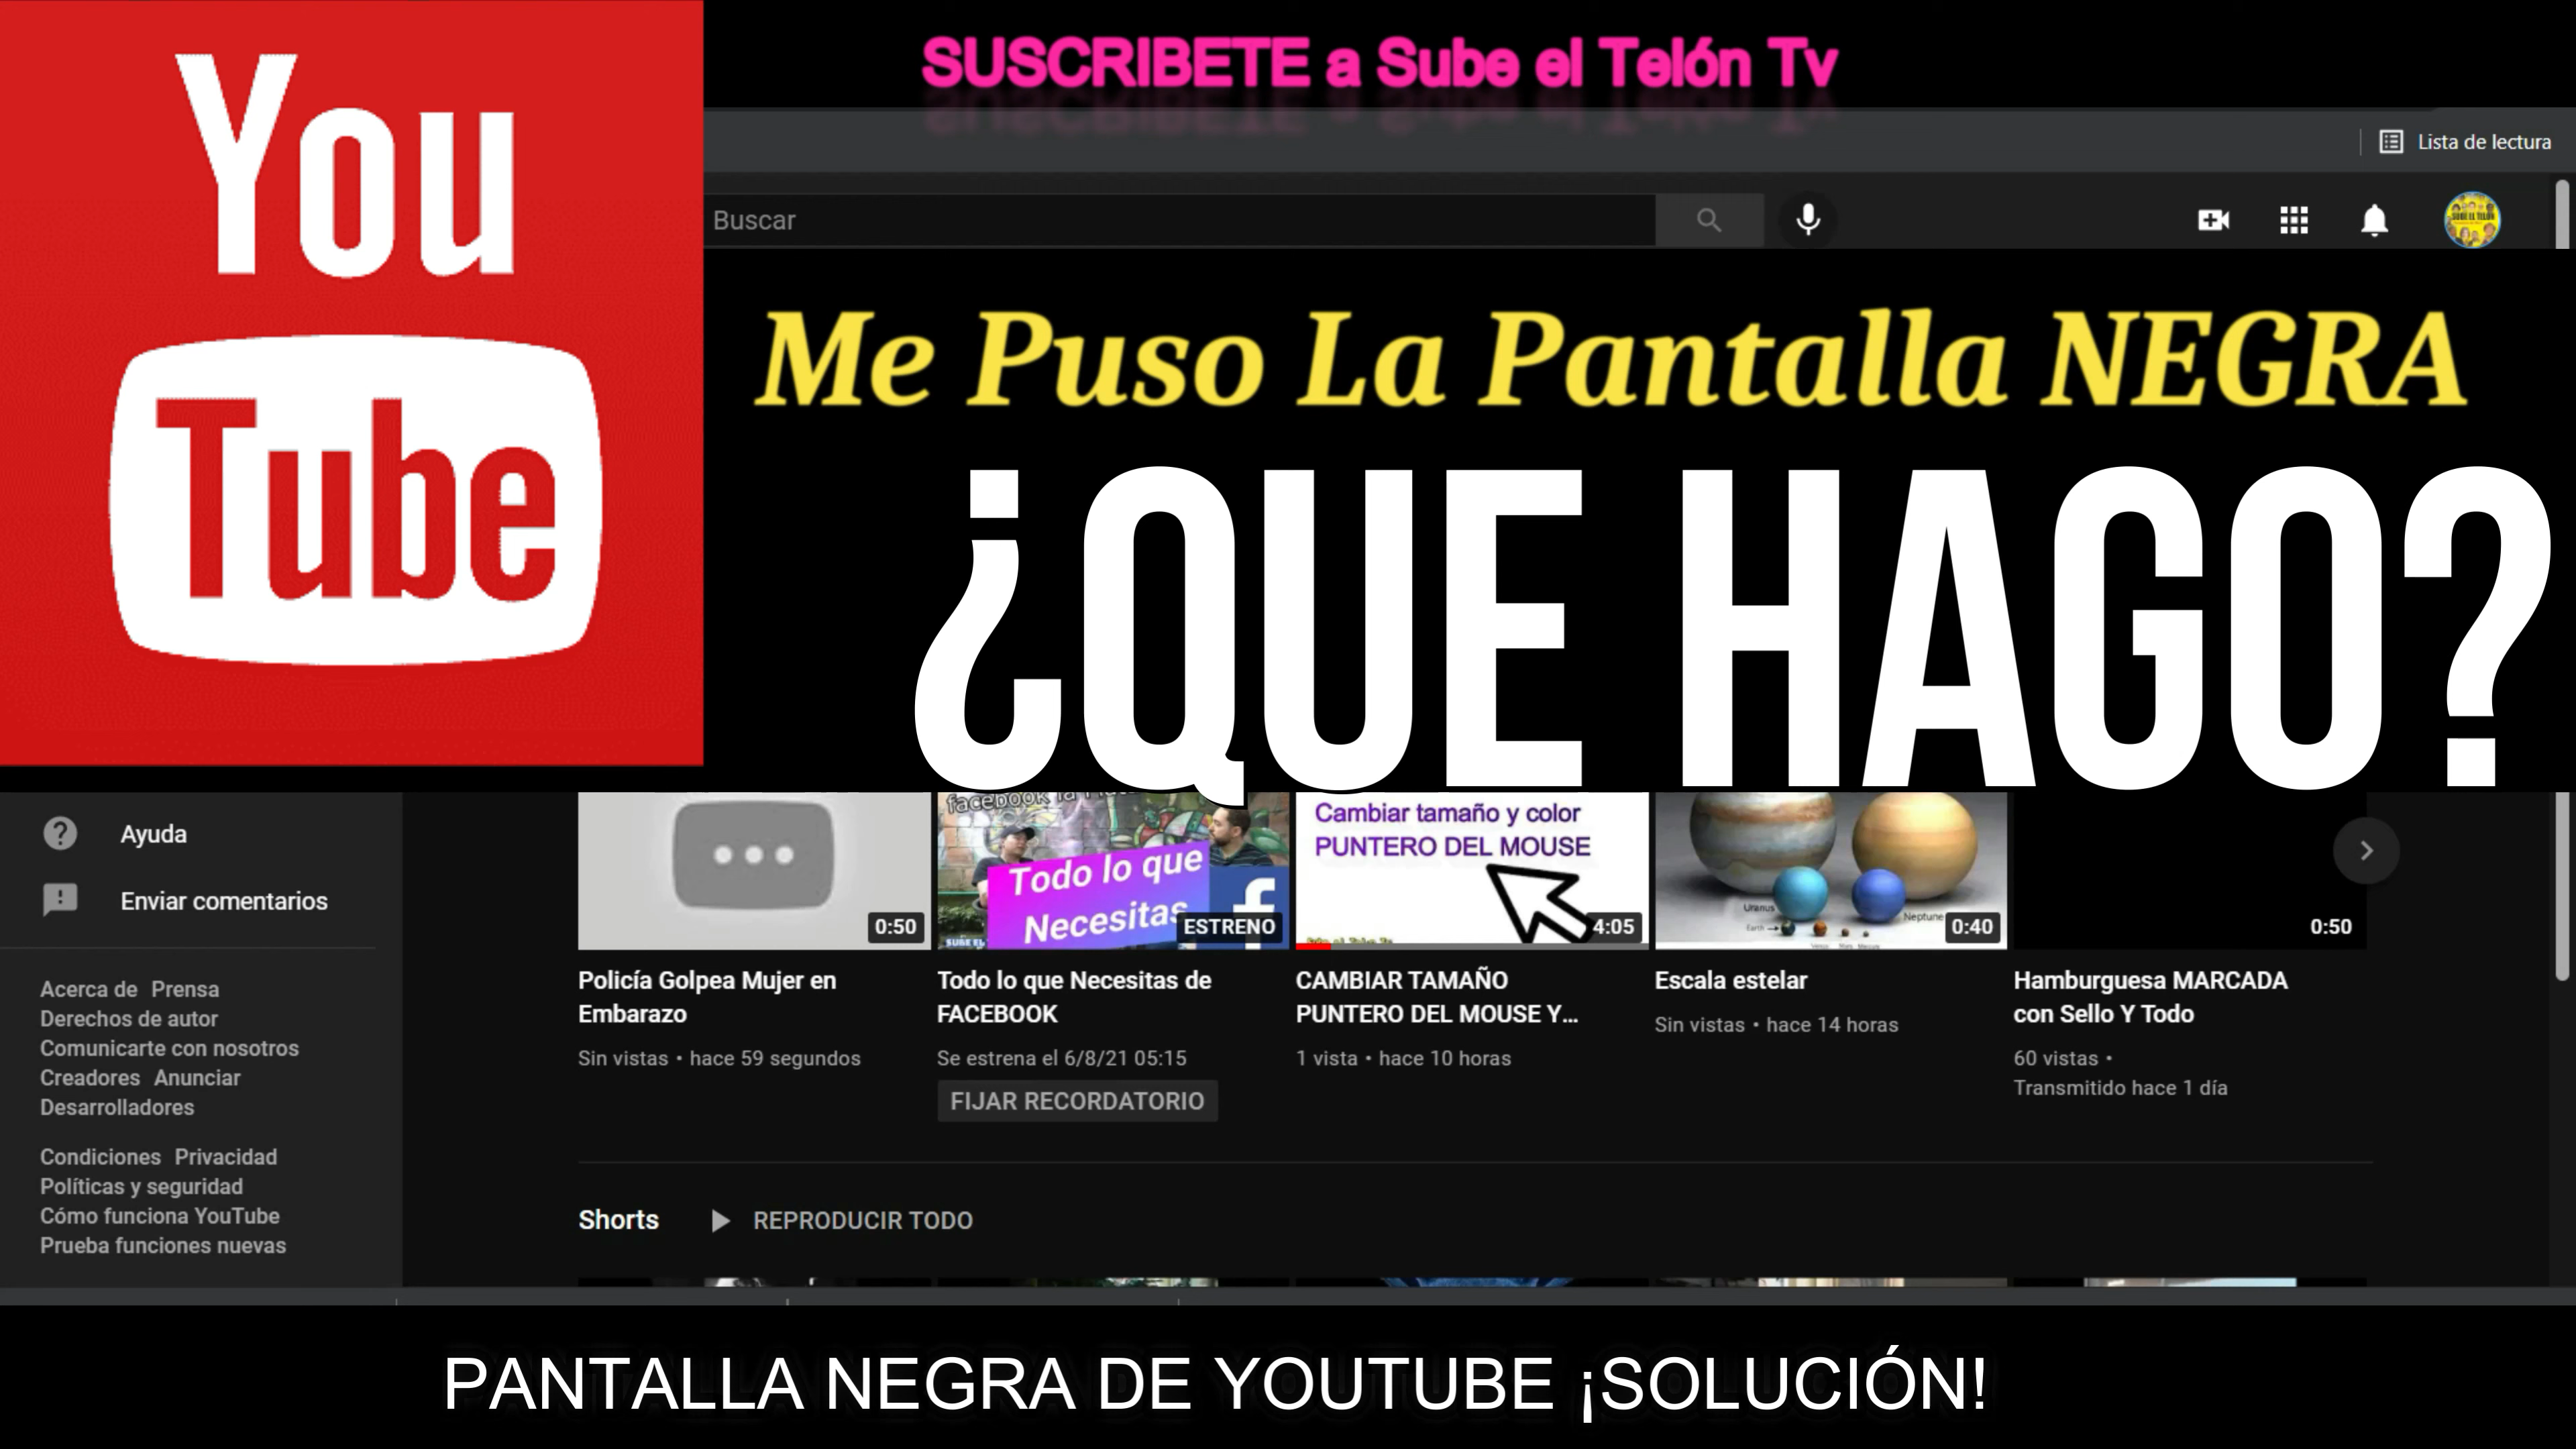 SUSCRIBETE a Sube el Telón Tv
You
Tube
Lista de lectura
Buscar
Me Puso La Pantalla NEGRA
¿QUE HAGO?
Ayuda
Enviar comentarios
Acerca de Prensa
Derechos de autor
Comunicarte con nosotros
Creadores Anunciar
Desarrolladores
Condiciones Privacidad
Políticas y seguridad
Cómo funciona YouTube
Prueba funciones nuevas
0:50
Policía Golpea Mujer en
Embarazo
Sin vistas • hace 59 segundos
facebook la
Todo lo que
Necesitas
f
ESTRENO
Todo lo que Necesitas de
FACEBOOK
Se estrena el 6/8/21 05:15
FIJAR RECORDATORIO
Cambiar tamaño y color
PUNTERO DEL MOUSE
4:05
CAMBIAR TAMAÑO
PUNTERO DEL MOUSE Y...
1 vista • hace 10 horas
Uranus
Neptune
Earth
0:40
Escala estelar
Sin vistas • hace 14 horas
0:50
Hamburguesa MARCADA
con Sello Y Todo
60 vistas •
Transmitido hace 1 día
Shorts
REPRODUCIR TODO
PANTALLA NEGRA DE YOUTUBE ¡SOLUCIÓN!